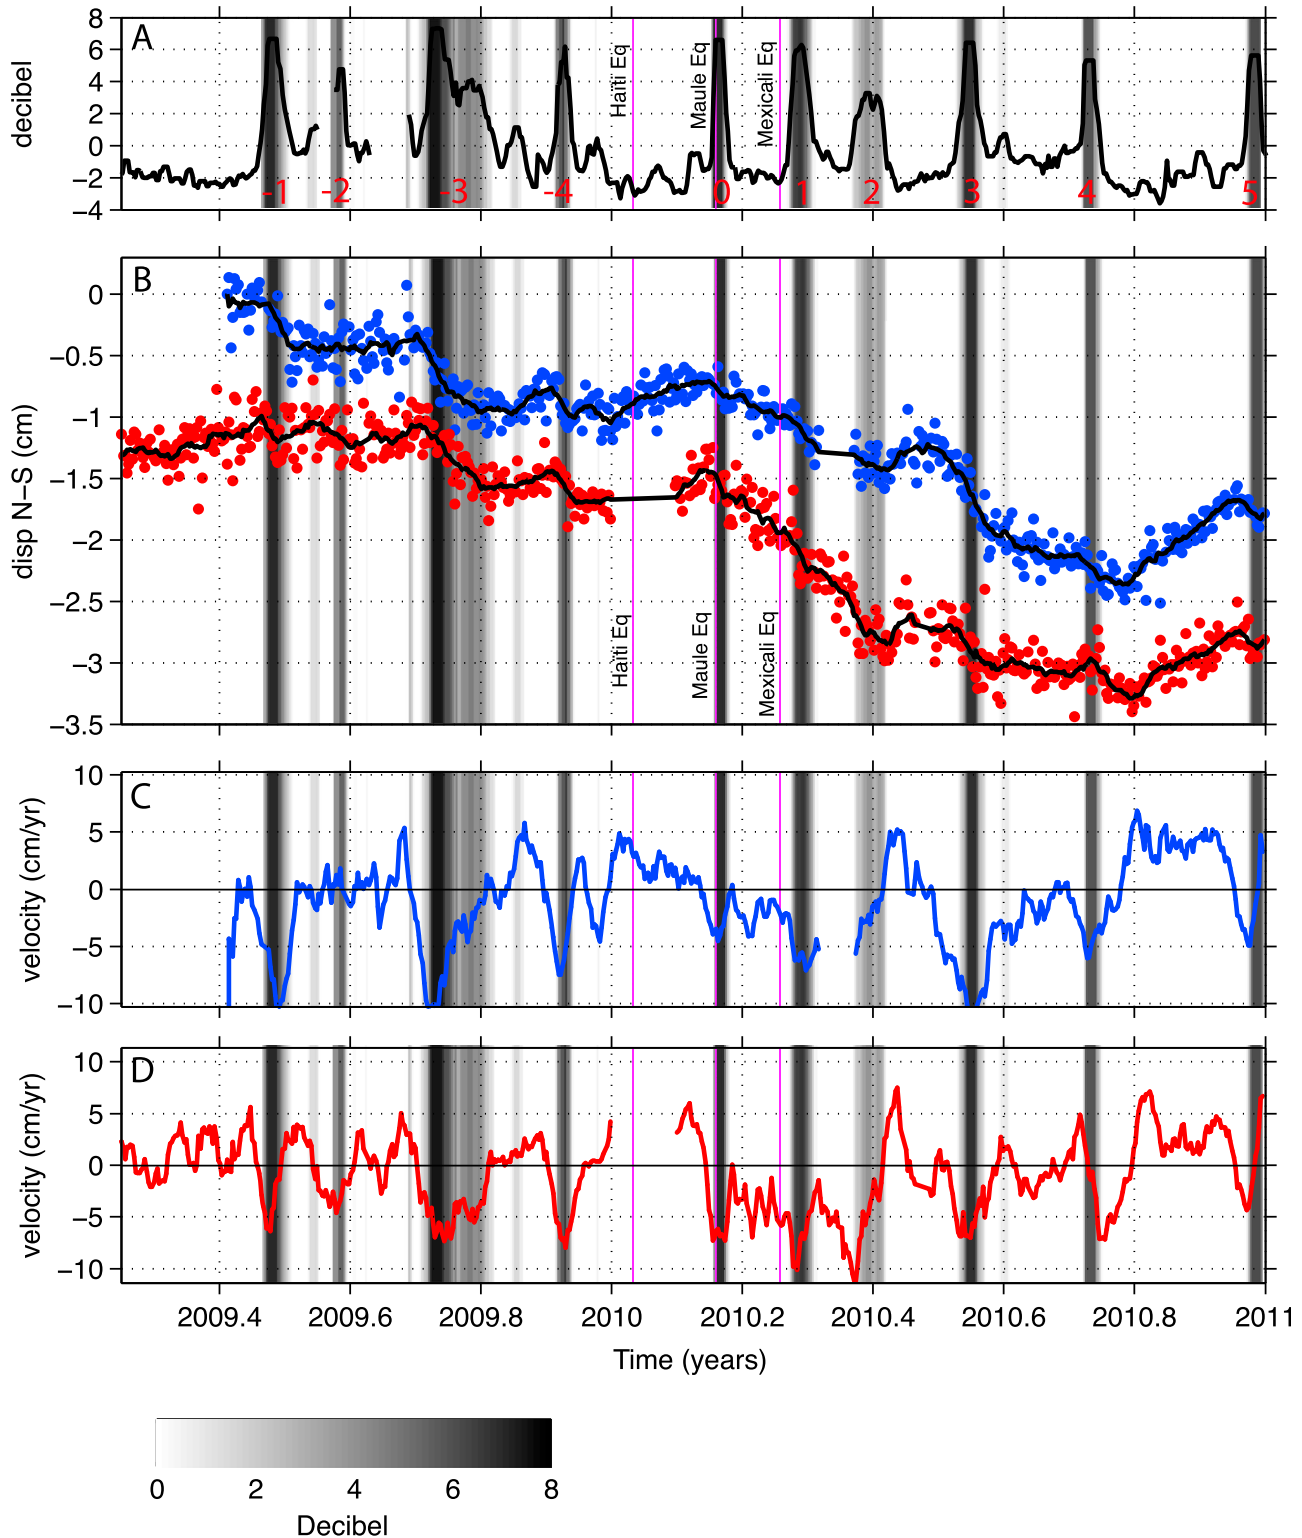 A
decibel
8
6
4
2
0
−2
−4
Haïti Eq
Maule Eq
Mexicali Eq
-1
-2
-3
-4
0
1
2
3
4
5
B
disp N−S (cm)
0
−0.5
−1
−1.5
−2
−2.5
−3
−3.5
Haïti Eq
Maule Eq
Mexicali Eq
C
velocity (cm/yr)
10
5
0
−5
−10
D
velocity (cm/yr)
10
5
0
−5
−10
2009.4 2009.6 2009.8 2010 2010.2 2010.4 2010.6 2010.8 2011
Time (years)
0 2 4 6 8
Decibel